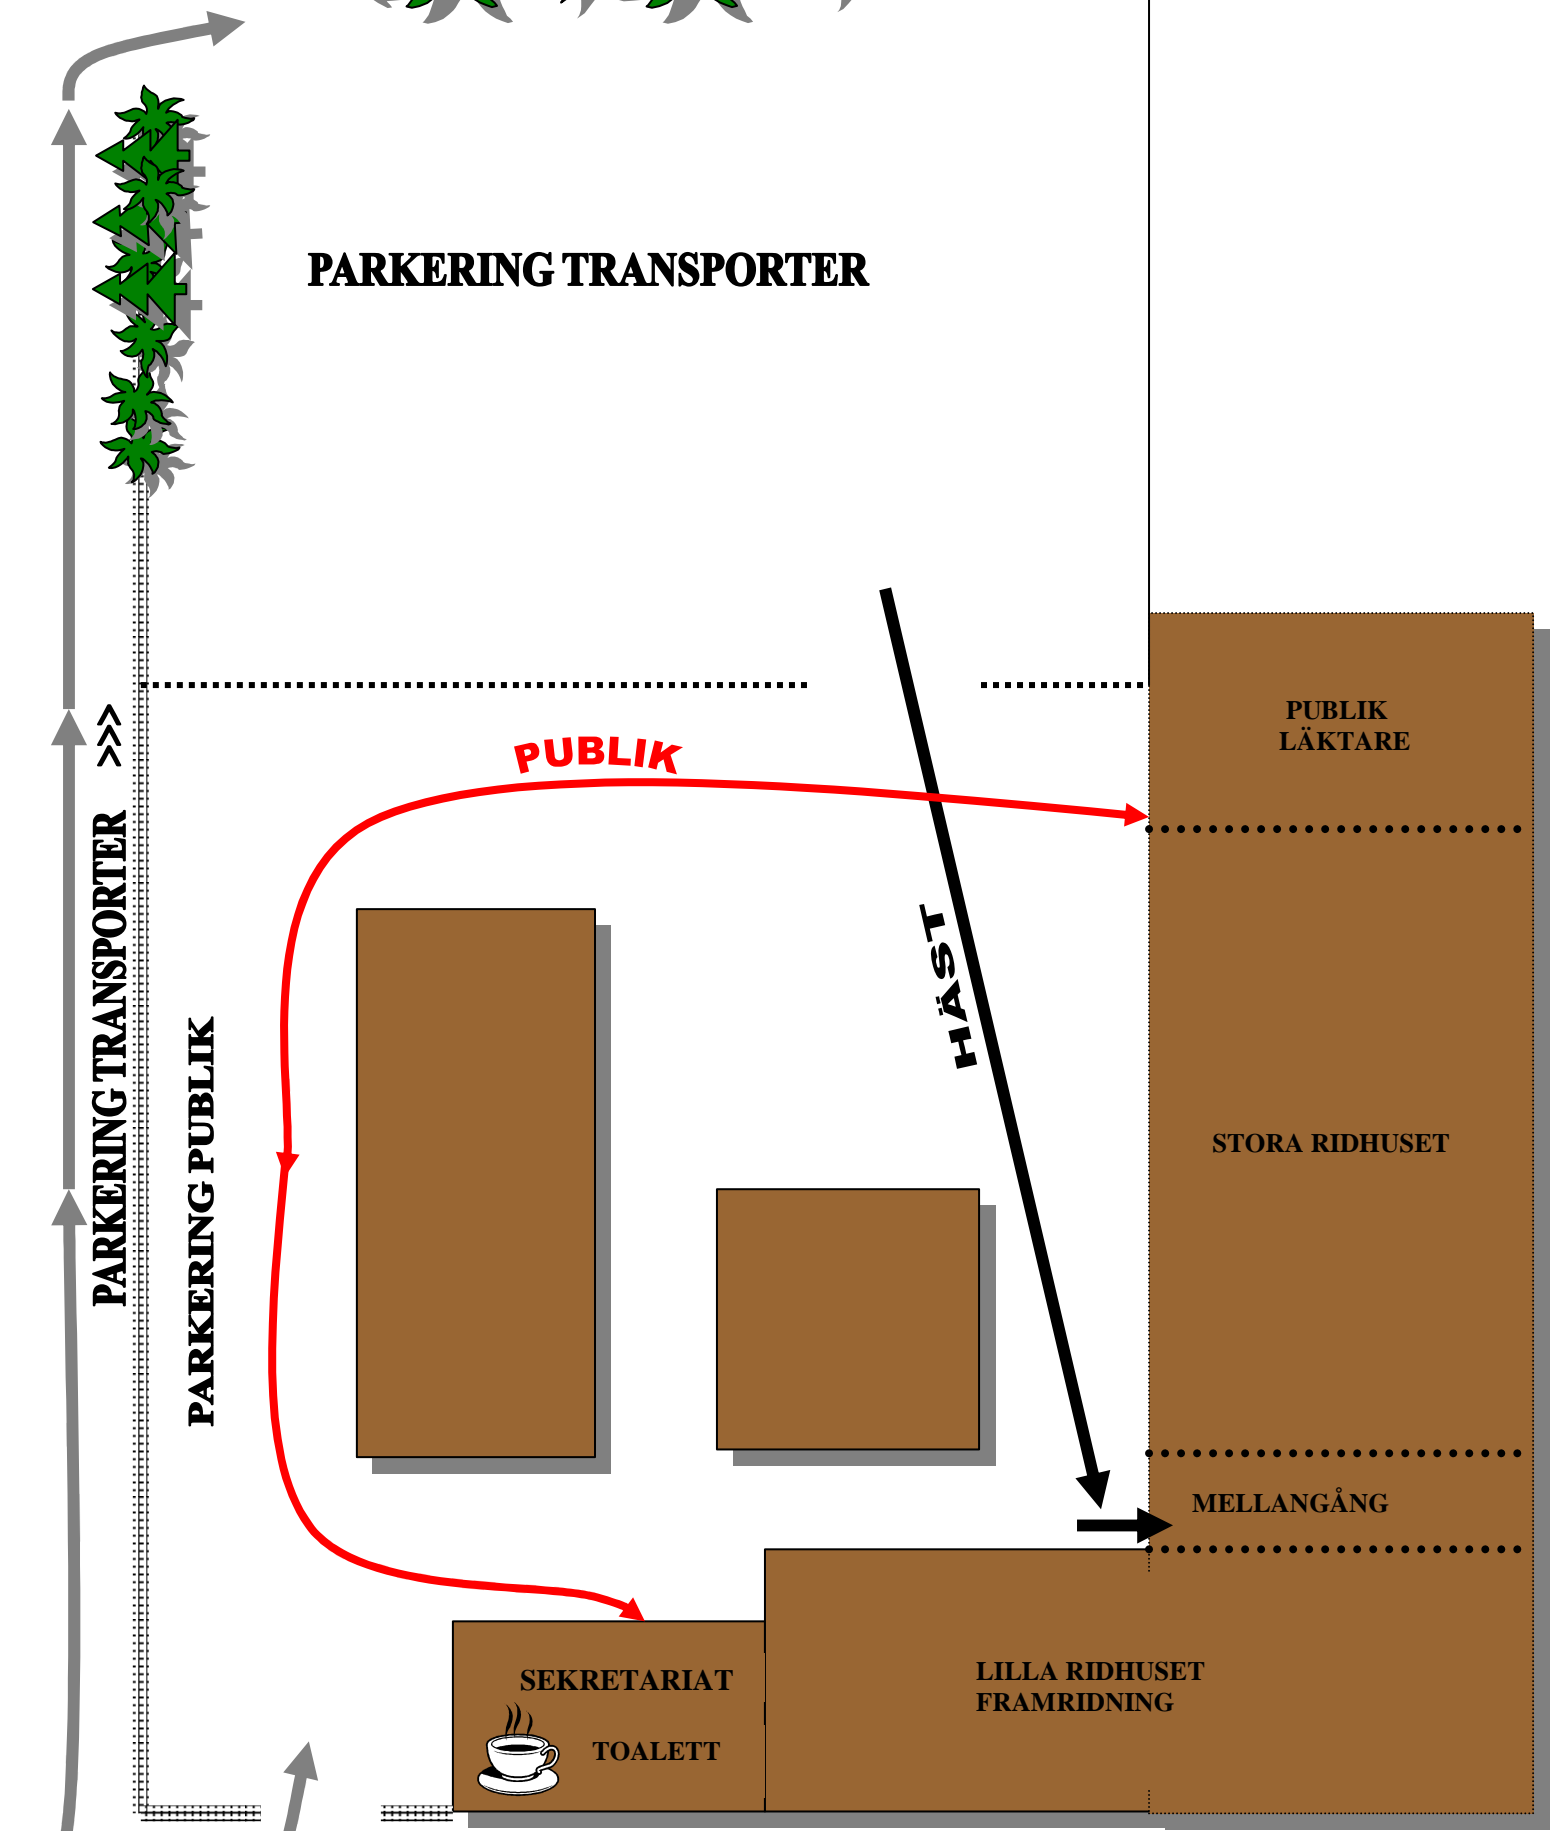 PARKERING TRANSPORTER
PUBLIK
LÄKTARE
PUBLIK
PARKERING TRANSPORTER >>>
HÄST
PARKERING PUBLIK
STORA RIDHUSET
MELLANGÅNG
SEKRETARIAT
TOALETT
LILLA RIDHUSET
FRAMRIDNING